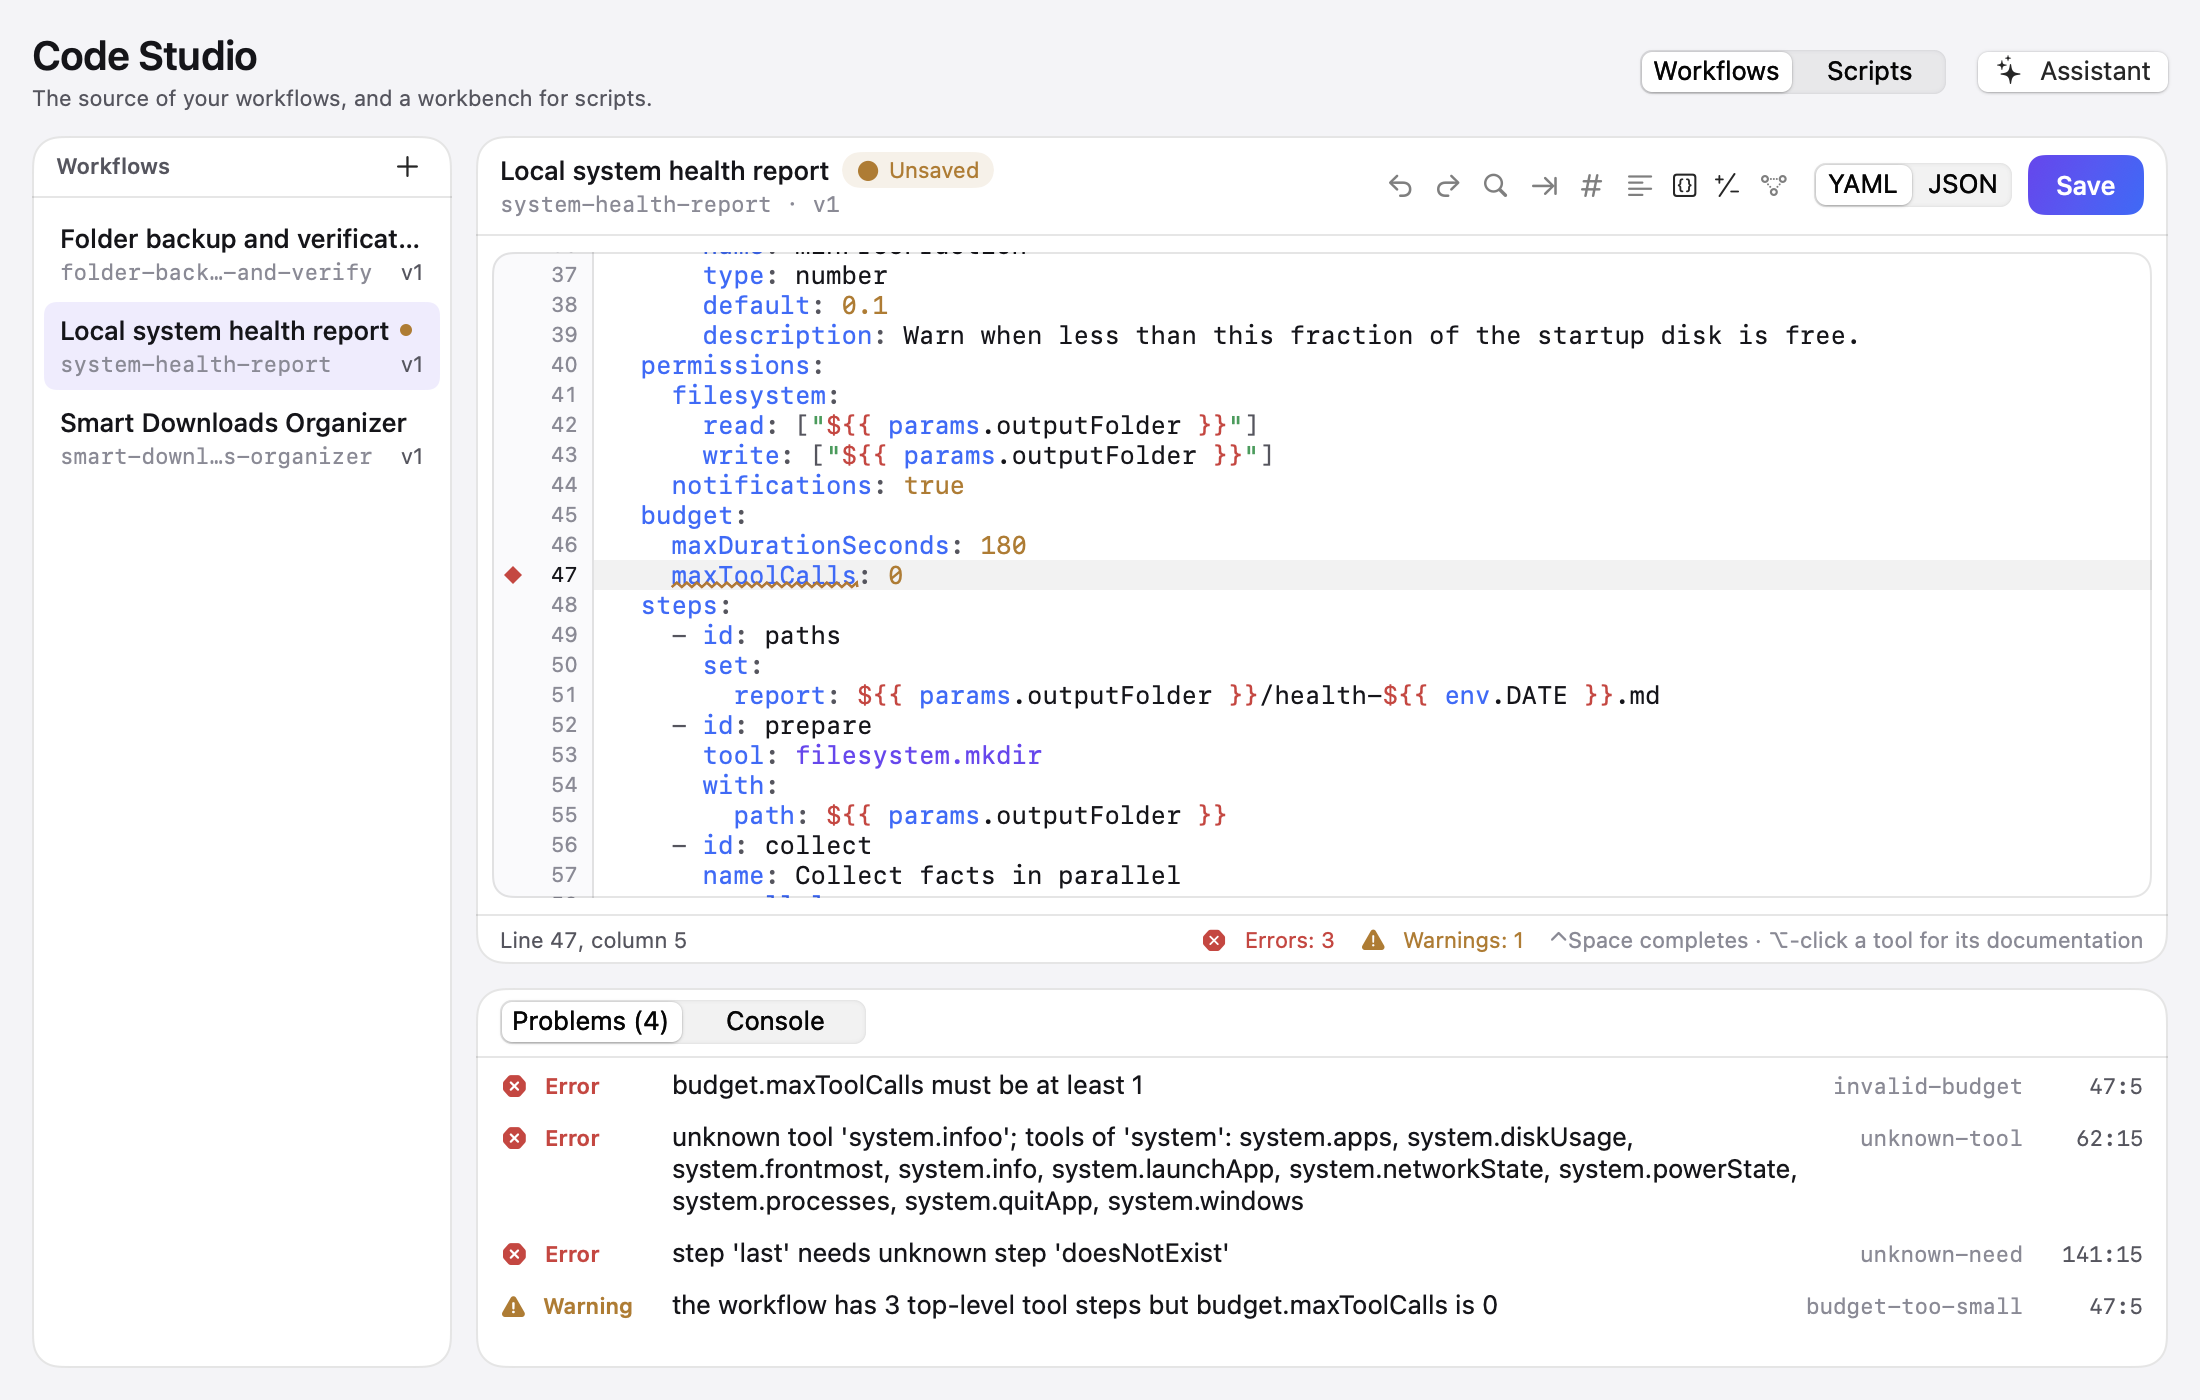 Code Studio
The source of your workflows, and a workbench for scripts.
Workflows
Scripts
Assistant
Workflows
Folder backup and verificat...
folder-back…-and-verify v1
Local system health report
system-health-report v1
Smart Downloads Organizer
smart-downl…s-organizer v1
Local system health report
Unsaved
system-health-report · v1
YAML
JSON
Save
37 type: number
38 default: 0.1
39 description: Warn when less than this fraction of the startup disk is free.
40 permissions:
41 filesystem:
42 read: ["${{ params.outputFolder }}"]
43 write: ["${{ params.outputFolder }}"]
44 notifications: true
45 budget:
46 maxDurationSeconds: 180
47 maxToolCalls: 0
48 steps:
49 - id: paths
50 set:
51 report: ${{ params.outputFolder }}/health-${{ env.DATE }}.md
52 - id: prepare
53 tool: filesystem.mkdir
54 with:
55 path: ${{ params.outputFolder }}
56 - id: collect
57 name: Collect facts in parallel
Line 47, column 5
Errors: 3
Warnings: 1
^Space completes · ⌥-click a tool for its documentation
Problems (4)
Console
Error budget.maxToolCalls must be at least 1 invalid-budget 47:5
Error unknown tool 'system.infoo'; tools of 'system': system.apps, system.diskUsage, unknown-tool 62:15
system.frontmost, system.info, system.launchApp, system.networkState, system.powerState,
system.processes, system.quitApp, system.windows
Error step 'last' needs unknown step 'doesNotExist' unknown-need 141:15
Warning the workflow has 3 top-level tool steps but budget.maxToolCalls is 0 budget-too-small 47:5